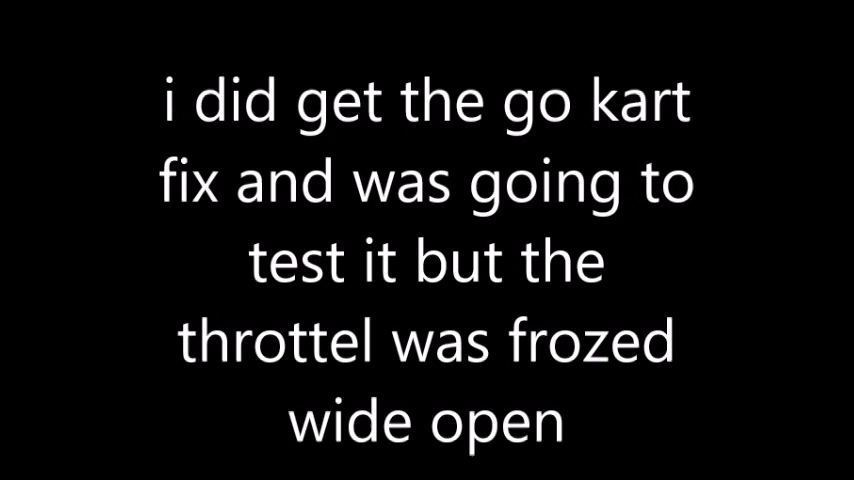 i did get the go kart
fix and was going to
test it but the
throttel was frozed
wide open